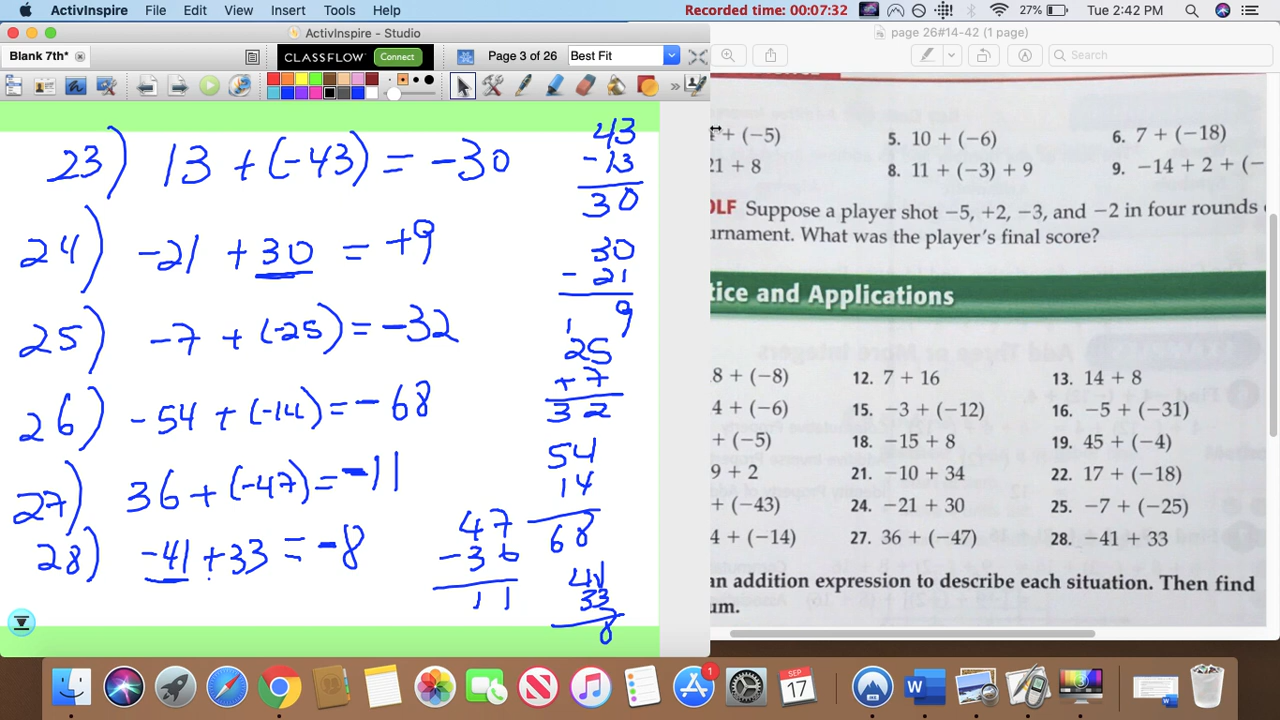 ActivInspire File Edit View Insert Tools Help Recorded time: 00:07:32 27% Tue 2:42 PM
ActivInspire - Studio
Blank 7th* CLASSFLOW Connect Page 3 of 26 Best Fit
23) 13 + (-43) = -30
43
-13
30
24) -21 + 30 = +9
30
- 21
9
25) -7 + (-25) = -32
1
25
+7
32
26) -54 + (-14) = -68
54
14
68
27) 36 + (-47) = -11
47
-36
11
28) -41 + 33 = -8
41
33
8
page 26#14-42 (1 page)
Search
+ (−5) 5. 10 + (−6) 6. 7 + (−18)
21 + 8 8. 11 + (−3) + 9 9. −14 + 2 + (−
OLF Suppose a player shot −5, +2, −3, and −2 in four rounds
urnament. What was the player's final score?
tice and Applications
8 + (−8) 12. 7 + 16 13. 14 + 8
4 + (−6) 15. −3 + (−12) 16. −5 + (−31)
+ (−5) 18. −15 + 8 19. 45 + (−4)
9 + 2 21. −10 + 34 22. 17 + (−18)
+ (−43) 24. −21 + 30 25. −7 + (−25)
4 + (−14) 27. 36 + (−47) 28. −41 + 33
an addition expression to describe each situation. Then find
um.
1
SEP
17